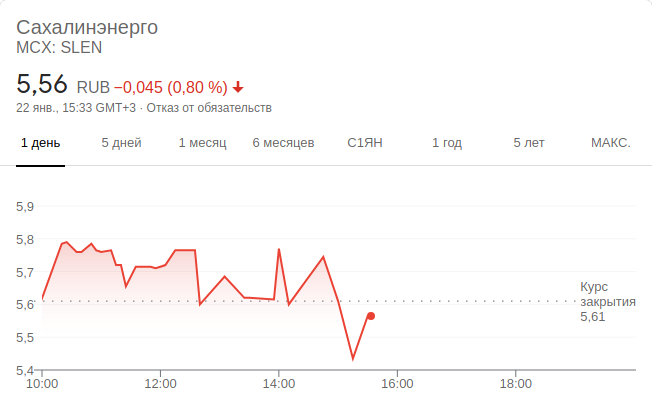 Сахалинэнерго
MCX: SLEN
5,56 RUB −0,045 (0,80 %)
22 янв., 15:33 GMT+3 · Отказ от обязательств
1 день 5 дней 1 месяц 6 месяцев С1ЯН 1 год 5 лет МАКС.
5,9
5,8
5,7
Курс
5,6 закрытия
5,61
5,5
5,4
10:00 12:00 14:00 16:00 18:00